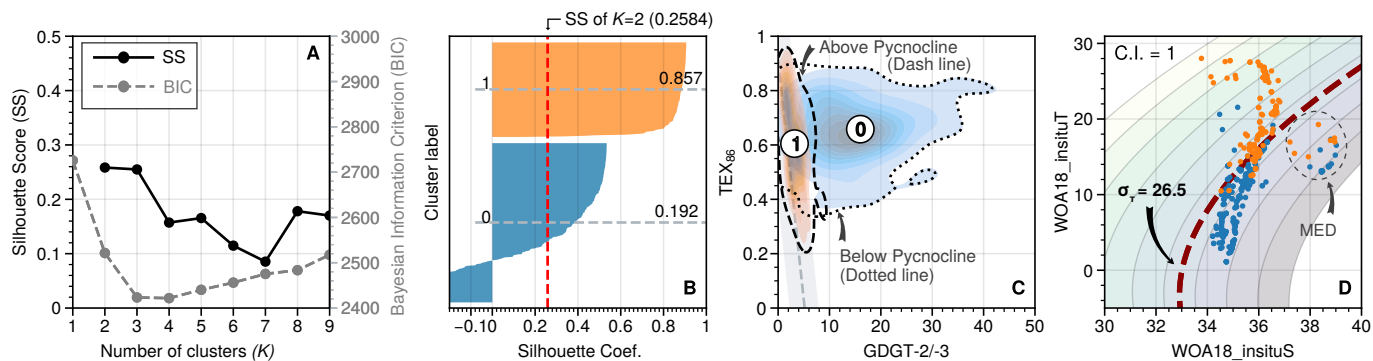 SS of K=2 (0.2584)
0.5
0.4
0.3
0.2
0.1
0
Silhouette Score (SS)
A
SS
BIC
3000
2900
2800
2700
2600
2500
2400
Bayesian Information Criterion (BIC)
1 2 3 4 5 6 7 8 9
Number of clusters (K)
Cluster label
1
0.857
0
0.192
B
−0.10 0 0.2 0.4 0.6 0.8 1
Silhouette Coef.
1
0.8
0.6
0.4
0.2
0
TEX86
Above Pycnocline
(Dash line)
0
1
Below Pycnocline
(Dotted line)
C
0 10 20 30 40 50
GDGT-2/-3
30
20
10
0
WOA18_insituT
C.I. = 1
σT = 26.5
MED
D
30 32 34 36 38 40
WOA18_insituS